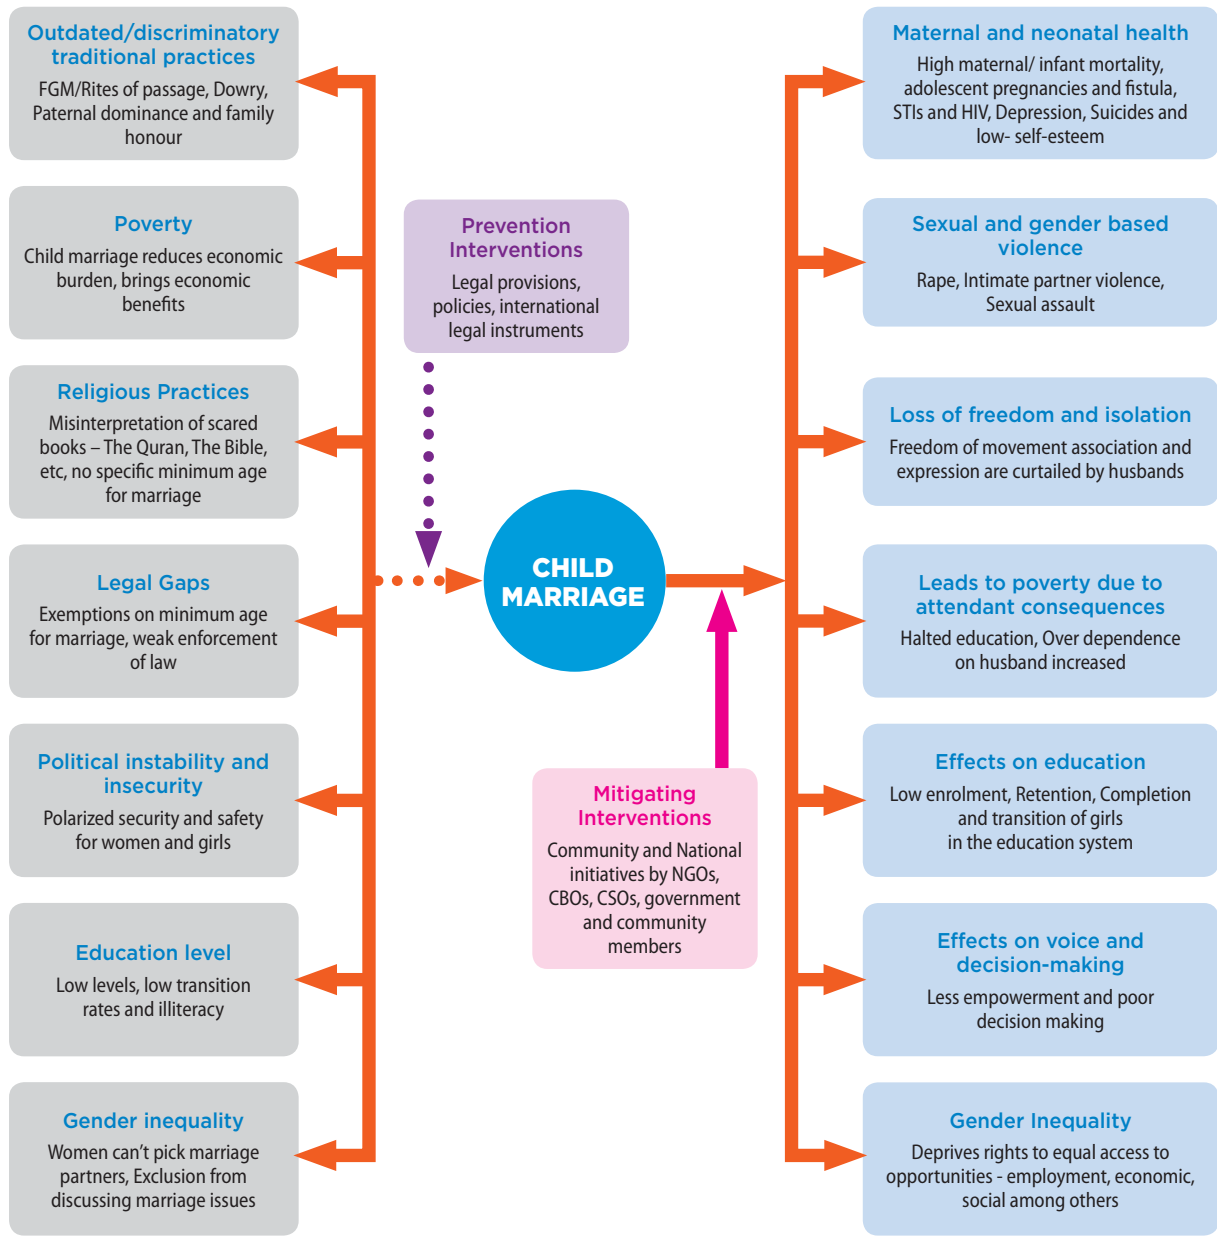 Outdated/discriminatory
traditional practices
FGM/Rites of passage, Dowry,
Paternal dominance and family
honour
Poverty
Child marriage reduces economic
burden, brings economic
benefits
Religious Practices
Misinterpretation of scared
books – The Quran, The Bible,
etc, no specific minimum age
for marriage
Legal Gaps
Exemptions on minimum age
for marriage, weak enforcement
of law
Political instability and
insecurity
Polarized security and safety
for women and girls
Education level
Low levels, low transition
rates and illiteracy
Gender inequality
Women can’t pick marriage
partners, Exclusion from
discussing marriage issues
Prevention
Interventions
Legal provisions,
policies, international
legal instruments
CHILD
MARRIAGE
Mitigating
Interventions
Community and National
initiatives by NGOs,
CBOs, CSOs, government
and community
members
Maternal and neonatal health
High maternal/ infant mortality,
adolescent pregnancies and fistula,
STIs and HIV, Depression, Suicides and
low- self-esteem
Sexual and gender based
violence
Rape, Intimate partner violence,
Sexual assault
Loss of freedom and isolation
Freedom of movement association and
expression are curtailed by husbands
Leads to poverty due to
attendant consequences
Halted education, Over dependence
on husband increased
Effects on education
Low enrolment, Retention, Completion
and transition of girls
in the education system
Effects on voice and
decision-making
Less empowerment and poor
decision making
Gender Inequality
Deprives rights to equal access to
opportunities - employment, economic,
social among others